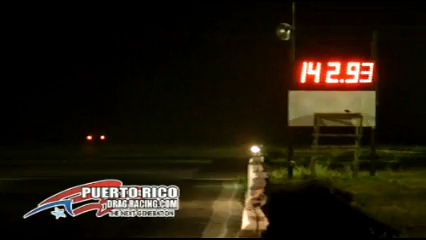 142.93
PUERTO RICO
DRAG RACING.COM
THE NEXT GENERATION